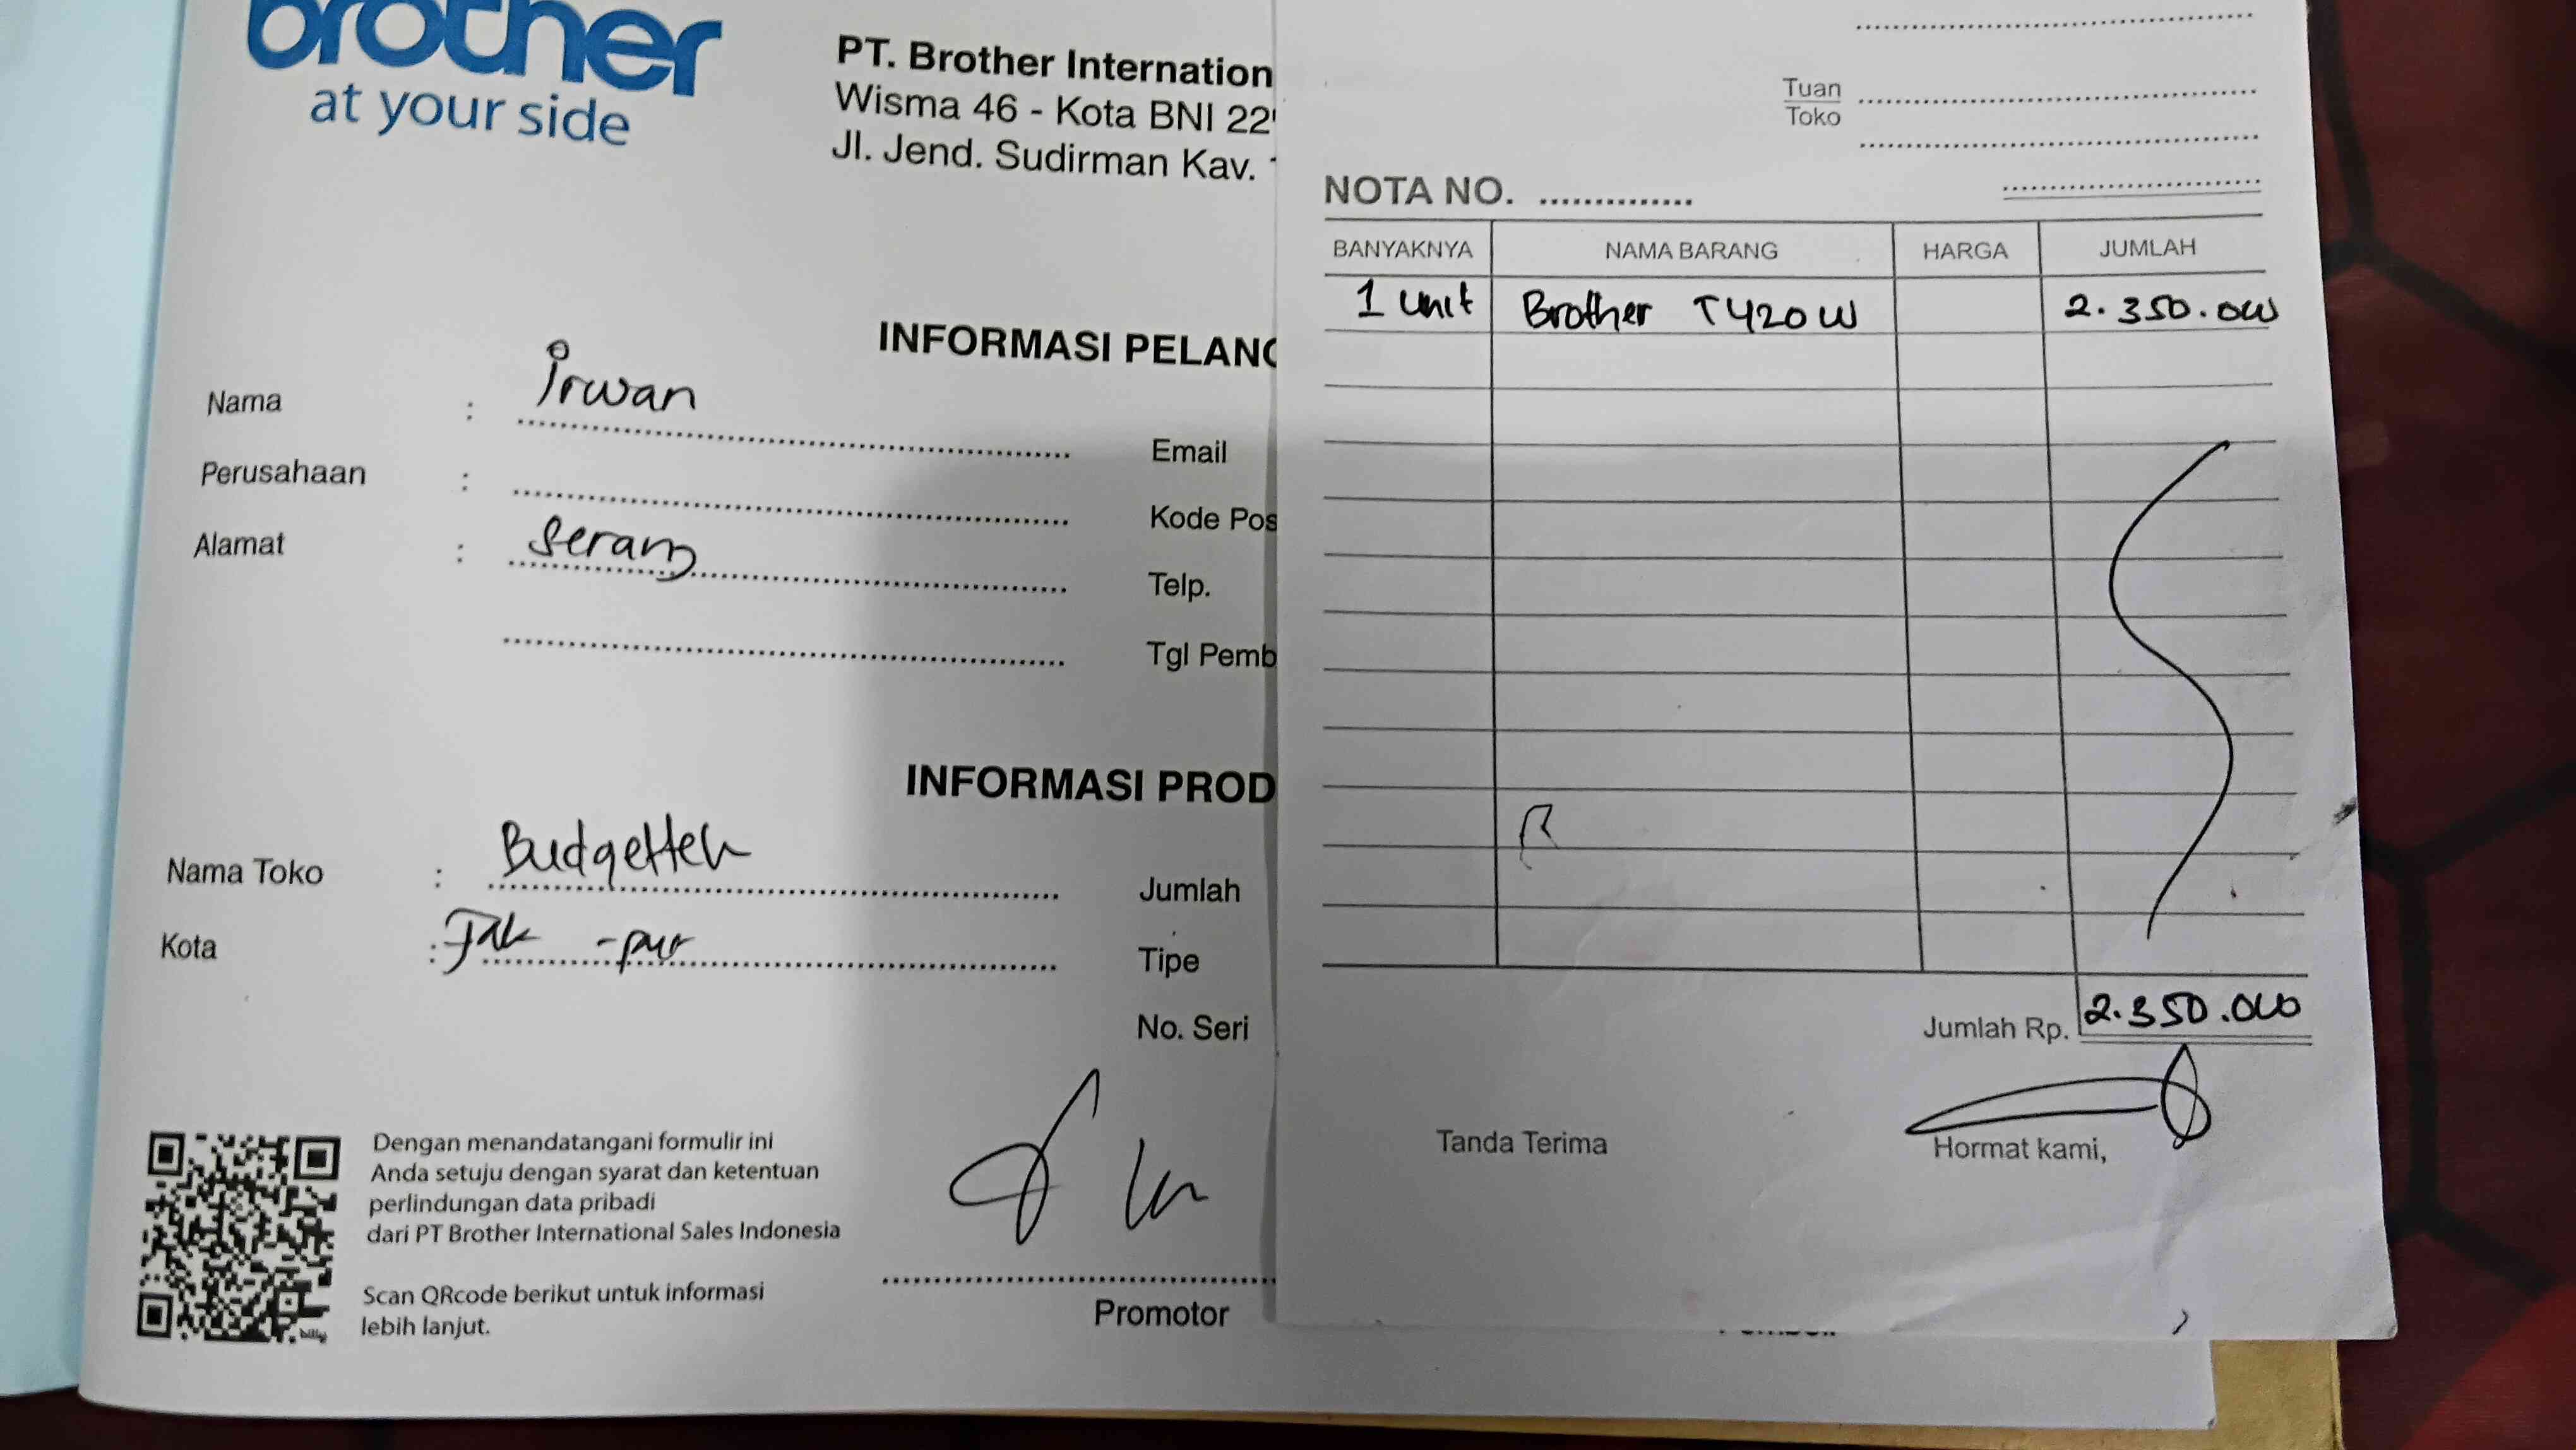 brother
at your side
PT. Brother Internation
Wisma 46 - Kota BNI 22
Jl. Jend. Sudirman Kav.
INFORMASI PELANG
Nama : Irwan
Email
Perusahaan :
Kode Pos
Alamat : Serang
Telp.
Tgl Pemb
INFORMASI PROD
Nama Toko : Budgettech
Jumlah
Kota : Jak - pus
Tipe
No. Seri
Dengan menandatangani formulir ini
Anda setuju dengan syarat dan ketentuan
perlindungan data pribadi
dari PT Brother International Sales Indonesia
Scan QRcode berikut untuk informasi
lebih lanjut.
Promotor
Tuan
Toko
NOTA NO.
BANYAKNYA NAMA BARANG HARGA JUMLAH
1 Unit Brother T420W 2.350.000
Jumlah Rp. 2.350.000
Tanda Terima Hormat kami,